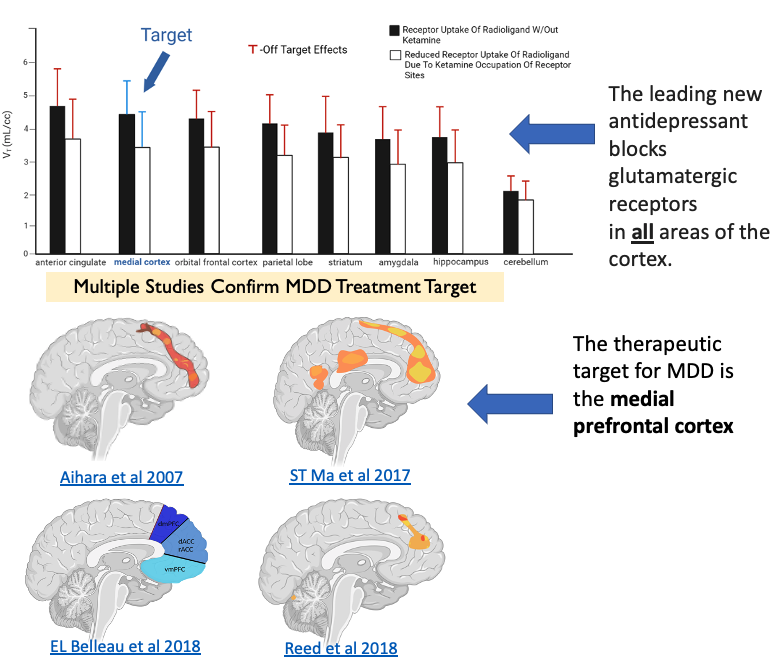 Target
T-Off Target Effects
Receptor Uptake Of Radioligand W/Out
Ketamine
Reduced Receptor Uptake Of Radioligand
Due To Ketamine Occupation Of Receptor
Sites
V_T (mL/cc)
6
5
4
3
2
1
0
anterior cingulate medial cortex orbital frontal cortex parietal lobe striatum amygdala hippocampus cerebellum
The leading new
antidepressant
blocks
glutamatergic
receptors
in all areas of the
cortex.
Multiple Studies Confirm MDD Treatment Target
The therapeutic
target for MDD is
the medial
prefrontal cortex
Aihara et al 2007
ST Ma et al 2017
dmPFC
dACC
rACC
vmPFC
EL Belleau et al 2018
Reed et al 2018